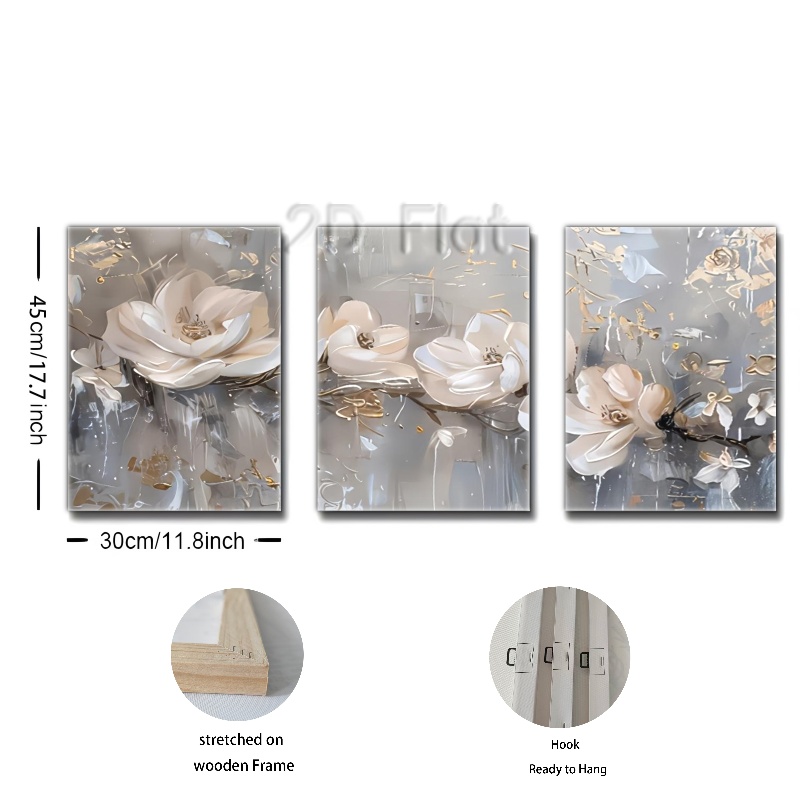 2D Flat
45cm/17.7inch
30cm/11.8inch
stretched on
wooden Frame
Hook
Ready to Hang